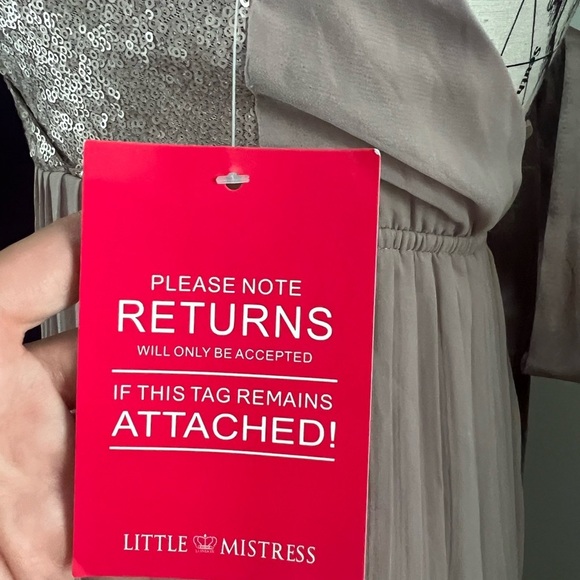 PLEASE NOTE
RETURNS
WILL ONLY BE ACCEPTED
IF THIS TAG REMAINS
ATTACHED!
LITTLE MISTRESS